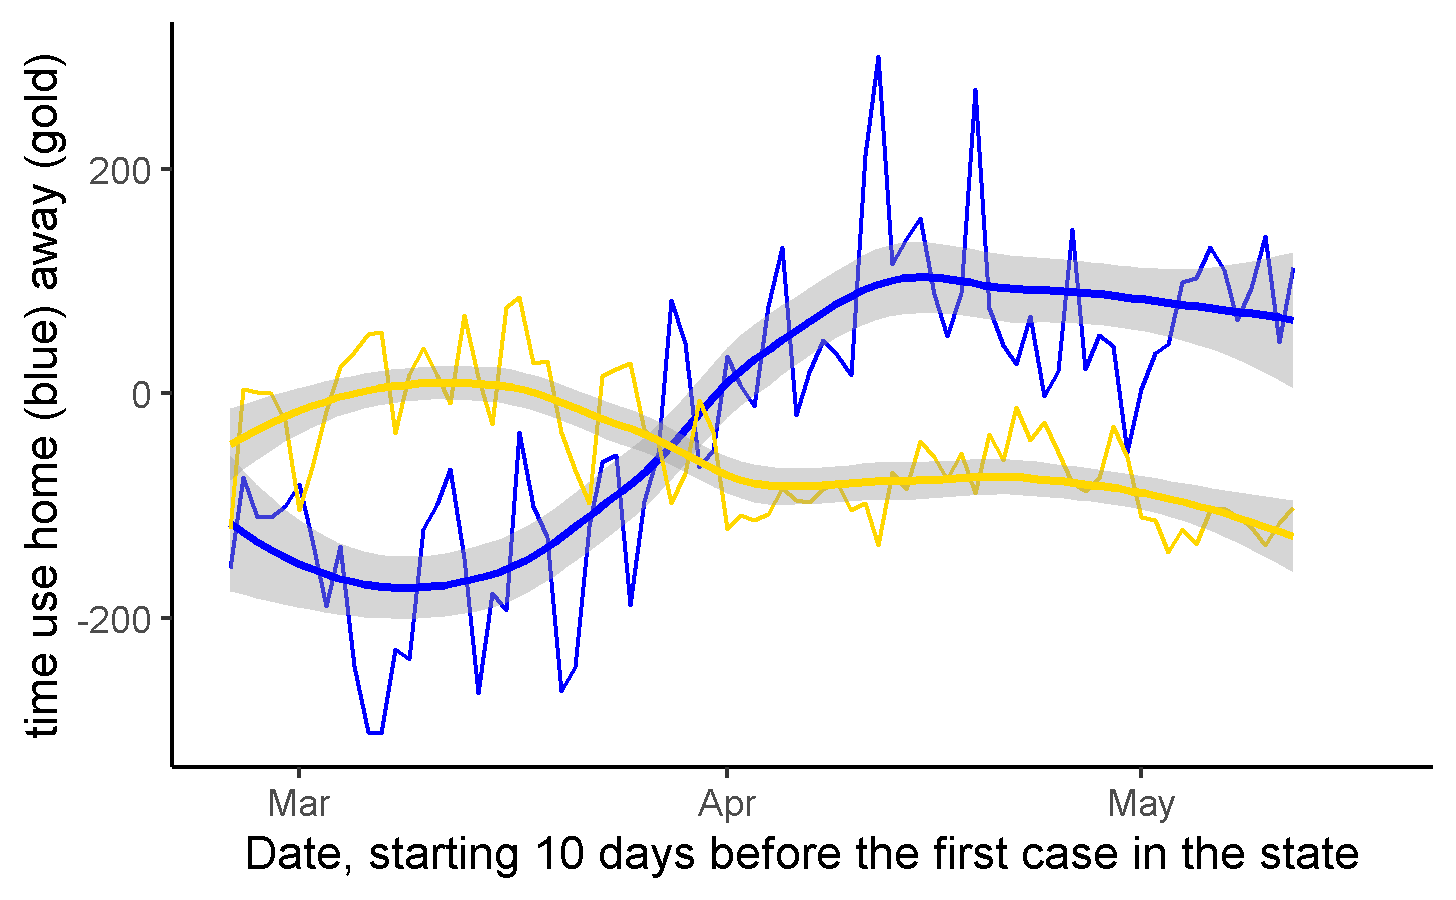 time use home (blue) away (gold)
200
0
-200
Mar Apr May
Date, starting 10 days before the first case in the state